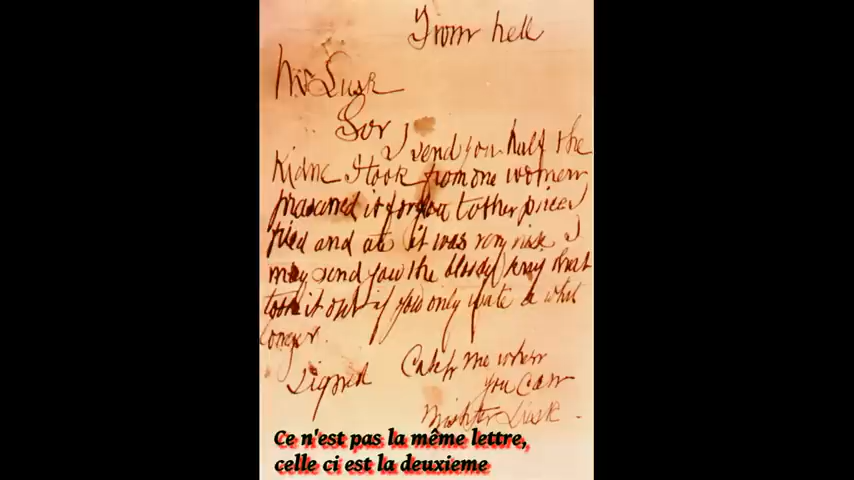 From hell
Mr Lusk
Sor
I send you half the
Kidne I took from one women
prasarved it for you tother piece I
fried and ate it was very nise I
may send you the bloody knif that
took it out if you only wate a whil
longer.
Signed Catch me when
you Can
Mishter Lusk.
Ce n'est pas la même lettre,
celle ci est la deuxieme